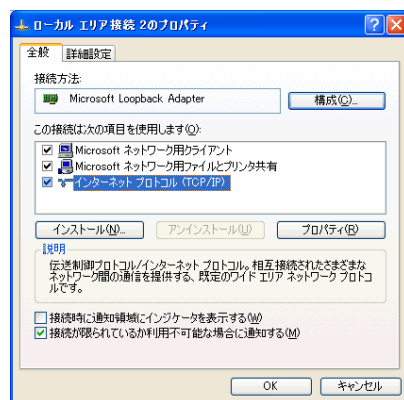 ローカル エリア接続 2のプロパティ
全般 詳細設定
接続方法:
Microsoft Loopback Adapter 構成(C)...
この接続は次の項目を使用します(O):
Microsoft ネットワーク用クライアント
Microsoft ネットワーク用ファイルとプリンタ共有
インターネット プロトコル (TCP/IP)
インストール(N)... アンインストール(U) プロパティ(R)
説明
伝送制御プロトコル/インターネット プロトコル。相互接続されたさまざまな
ネットワーク間の通信を提供する、既定のワイド エリア ネットワーク プロトコ
ルです。
接続時に通知領域にインジケータを表示する(W)
接続が限られているか利用不可能な場合に通知する(M)
OK キャンセル